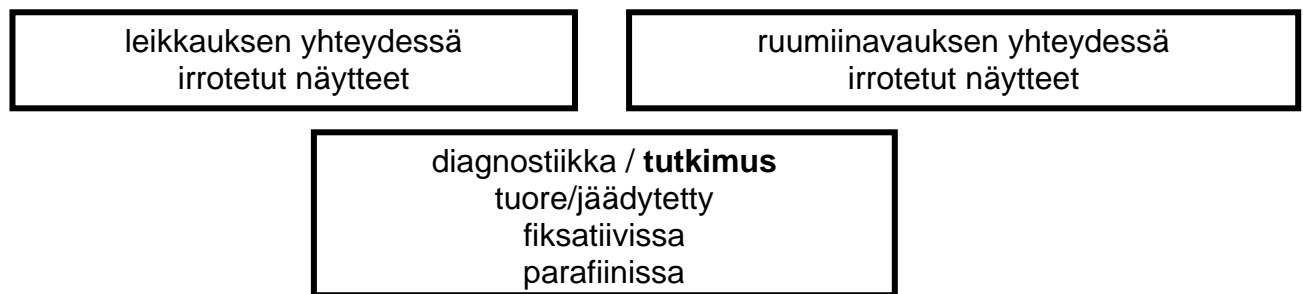 leikkauksen yhteydessä
irrotetut näytteet
ruumiinavauksen yhteydessä
irrotetut näytteet
diagnostiikka / tutkimus
tuore/jäädytetty
fiksatiivissa
parafiinissa